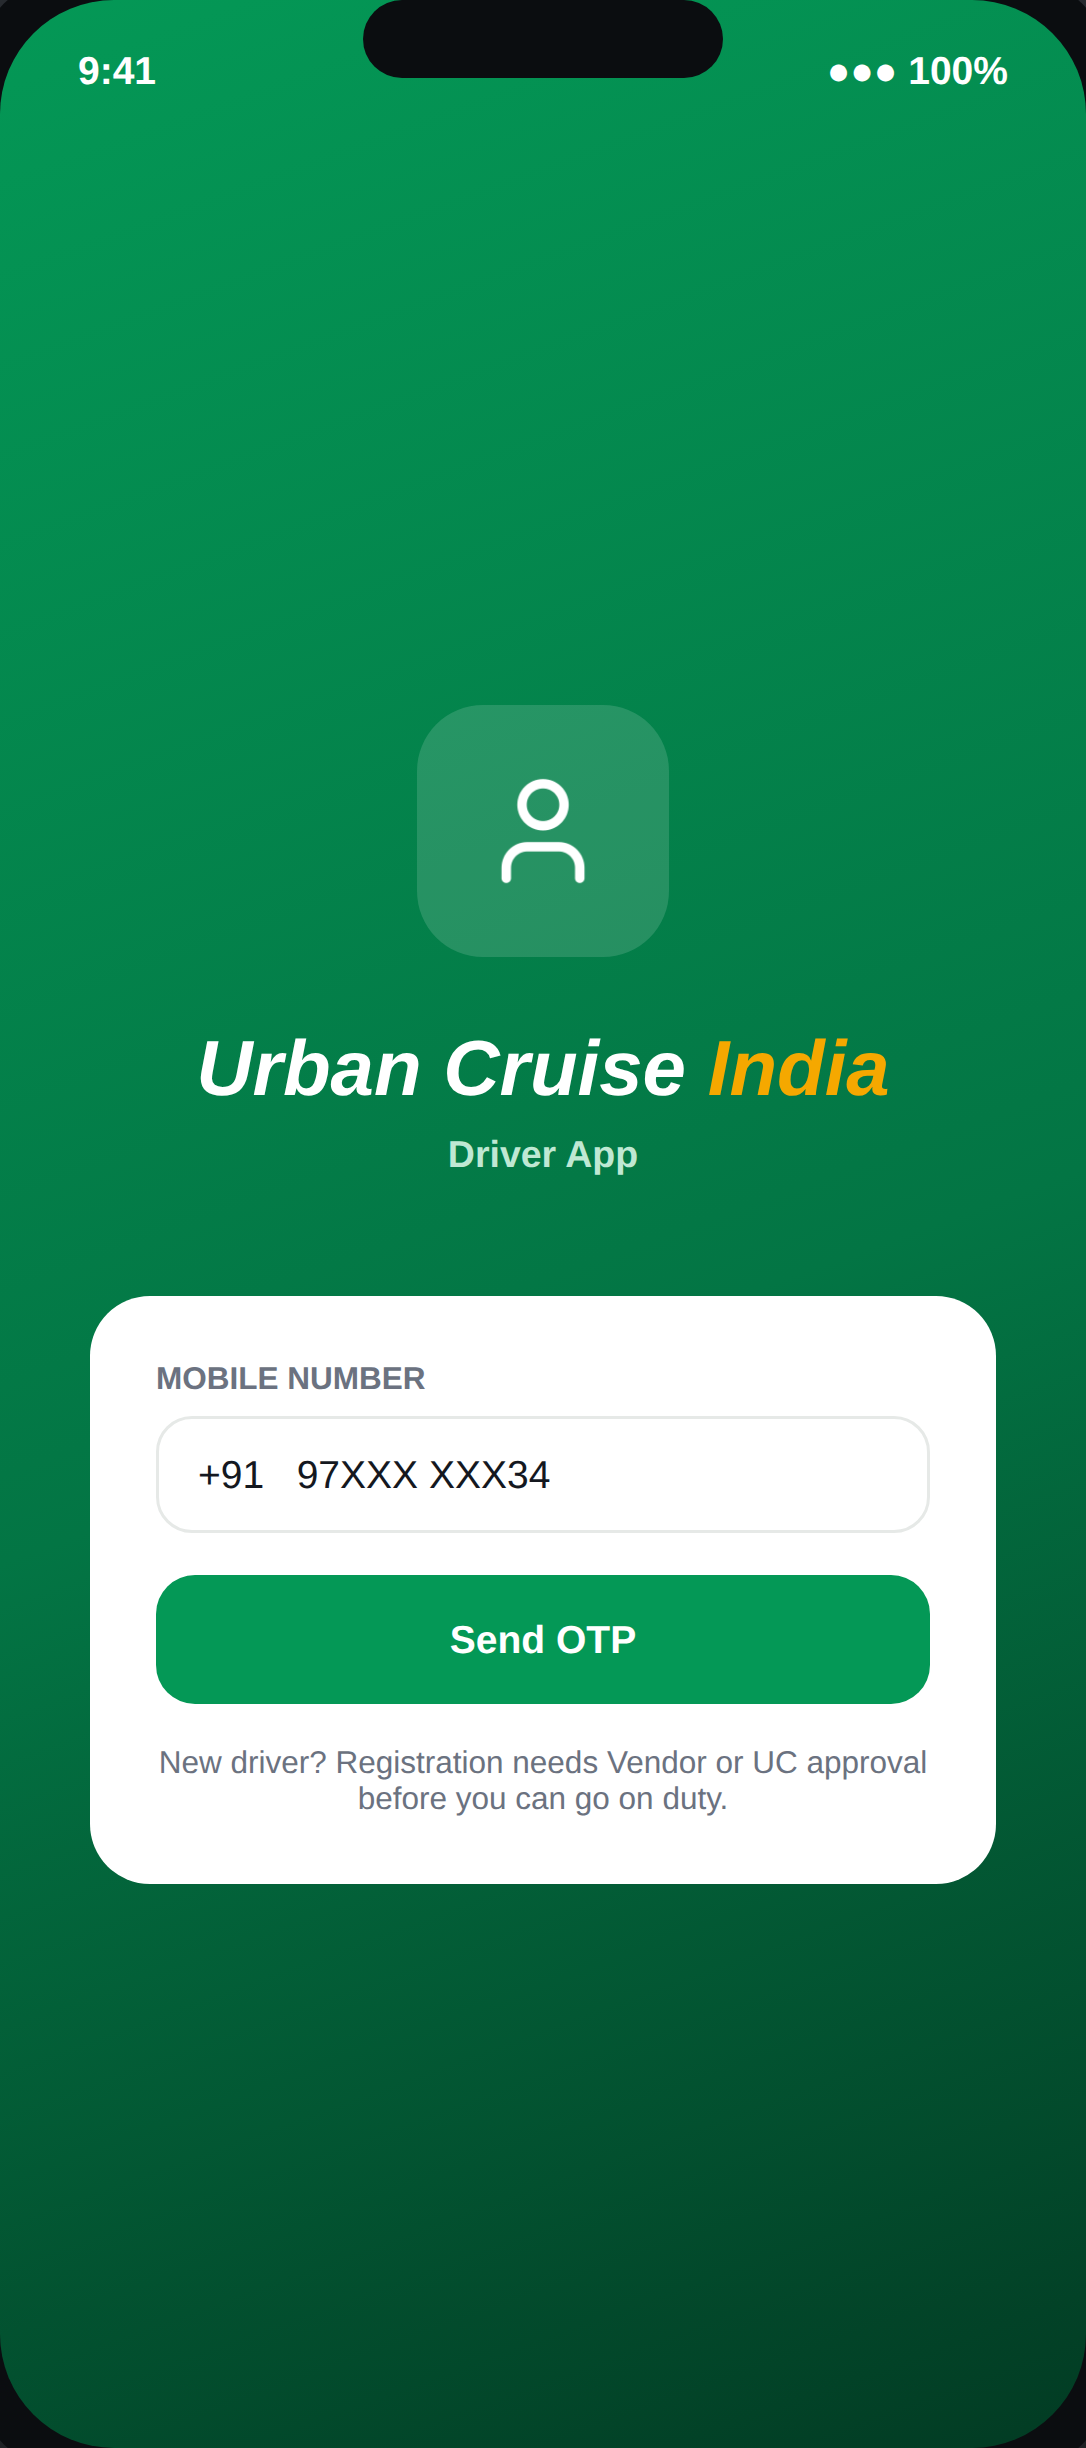 9:41
●●● 100%
Urban Cruise India
Driver App
MOBILE NUMBER
+91 97XXX XXX34
Send OTP
New driver? Registration needs Vendor or UC approval
before you can go on duty.